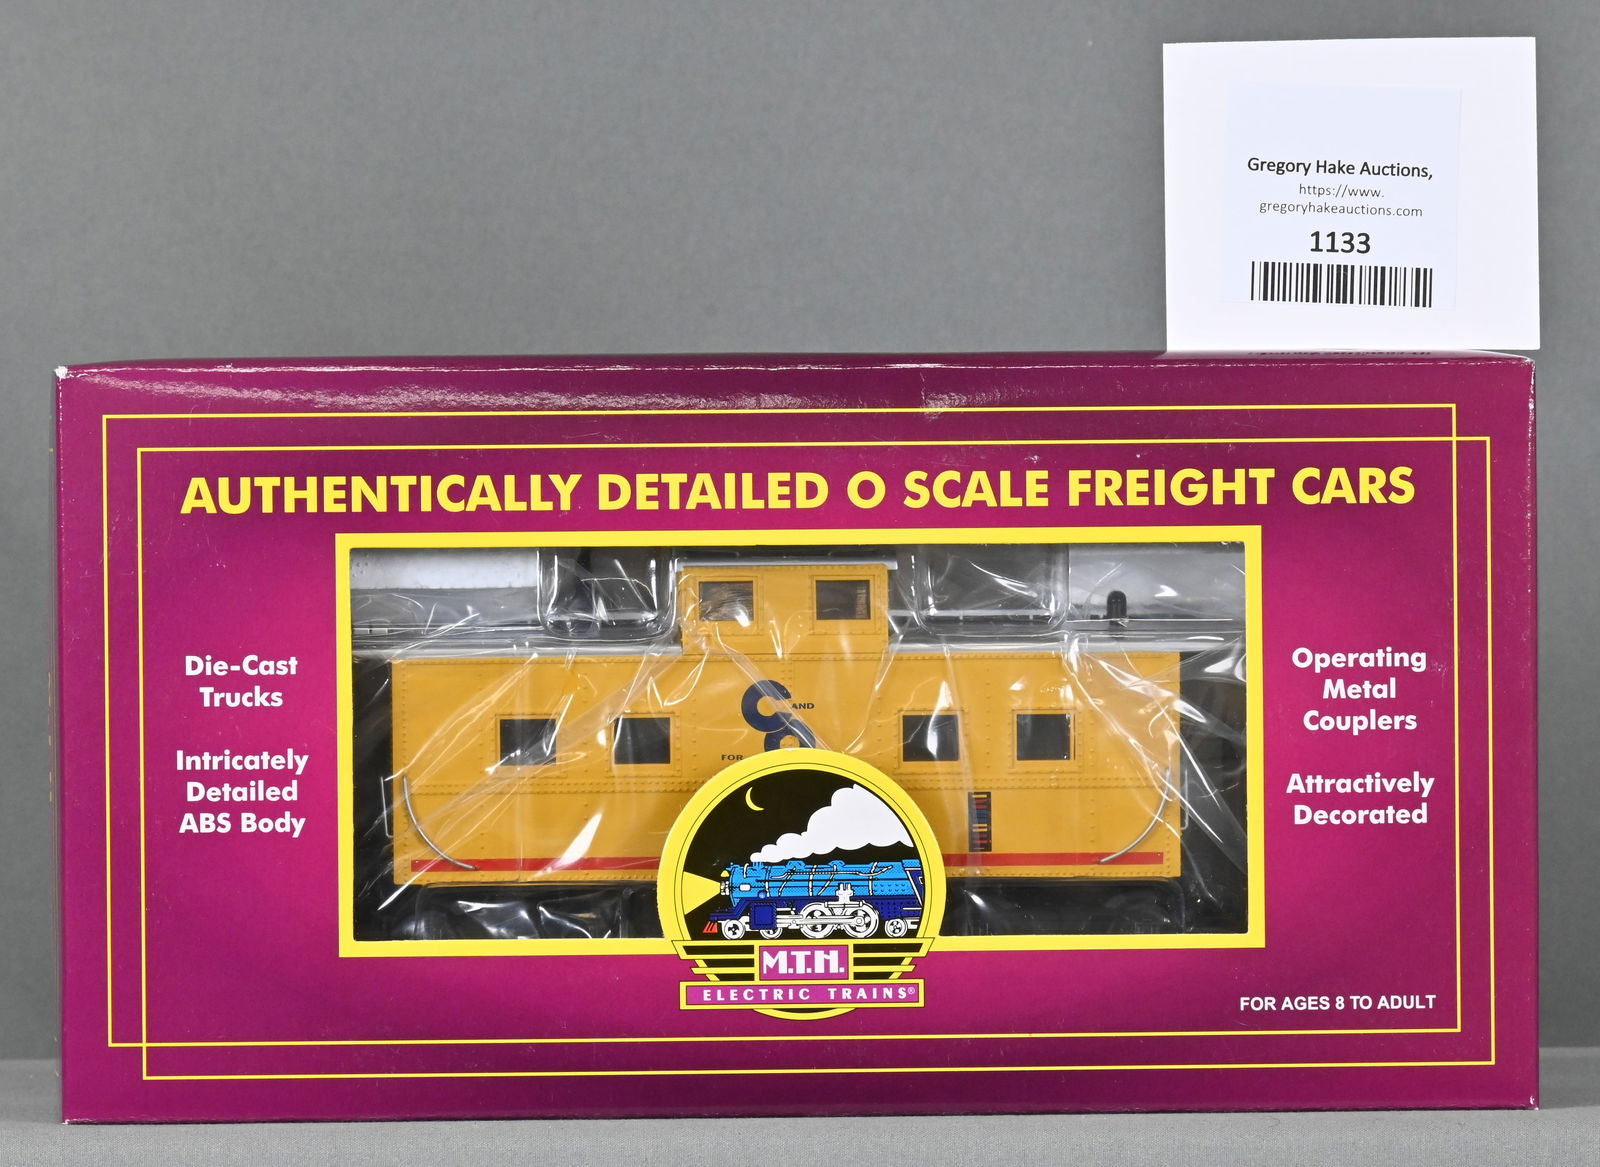 Gregory Hake Auctions,
https://www.
gregoryhakeauctions.com
1133
AUTHENTICALLY DETAILED O SCALE FREIGHT CARS
Die-Cast
Trucks
Intricately
Detailed
ABS Body
C AND
FOR
Operating
Metal
Couplers
Attractively
Decorated
M.T.H.
ELECTRIC TRAINS®
FOR AGES 8 TO ADULT